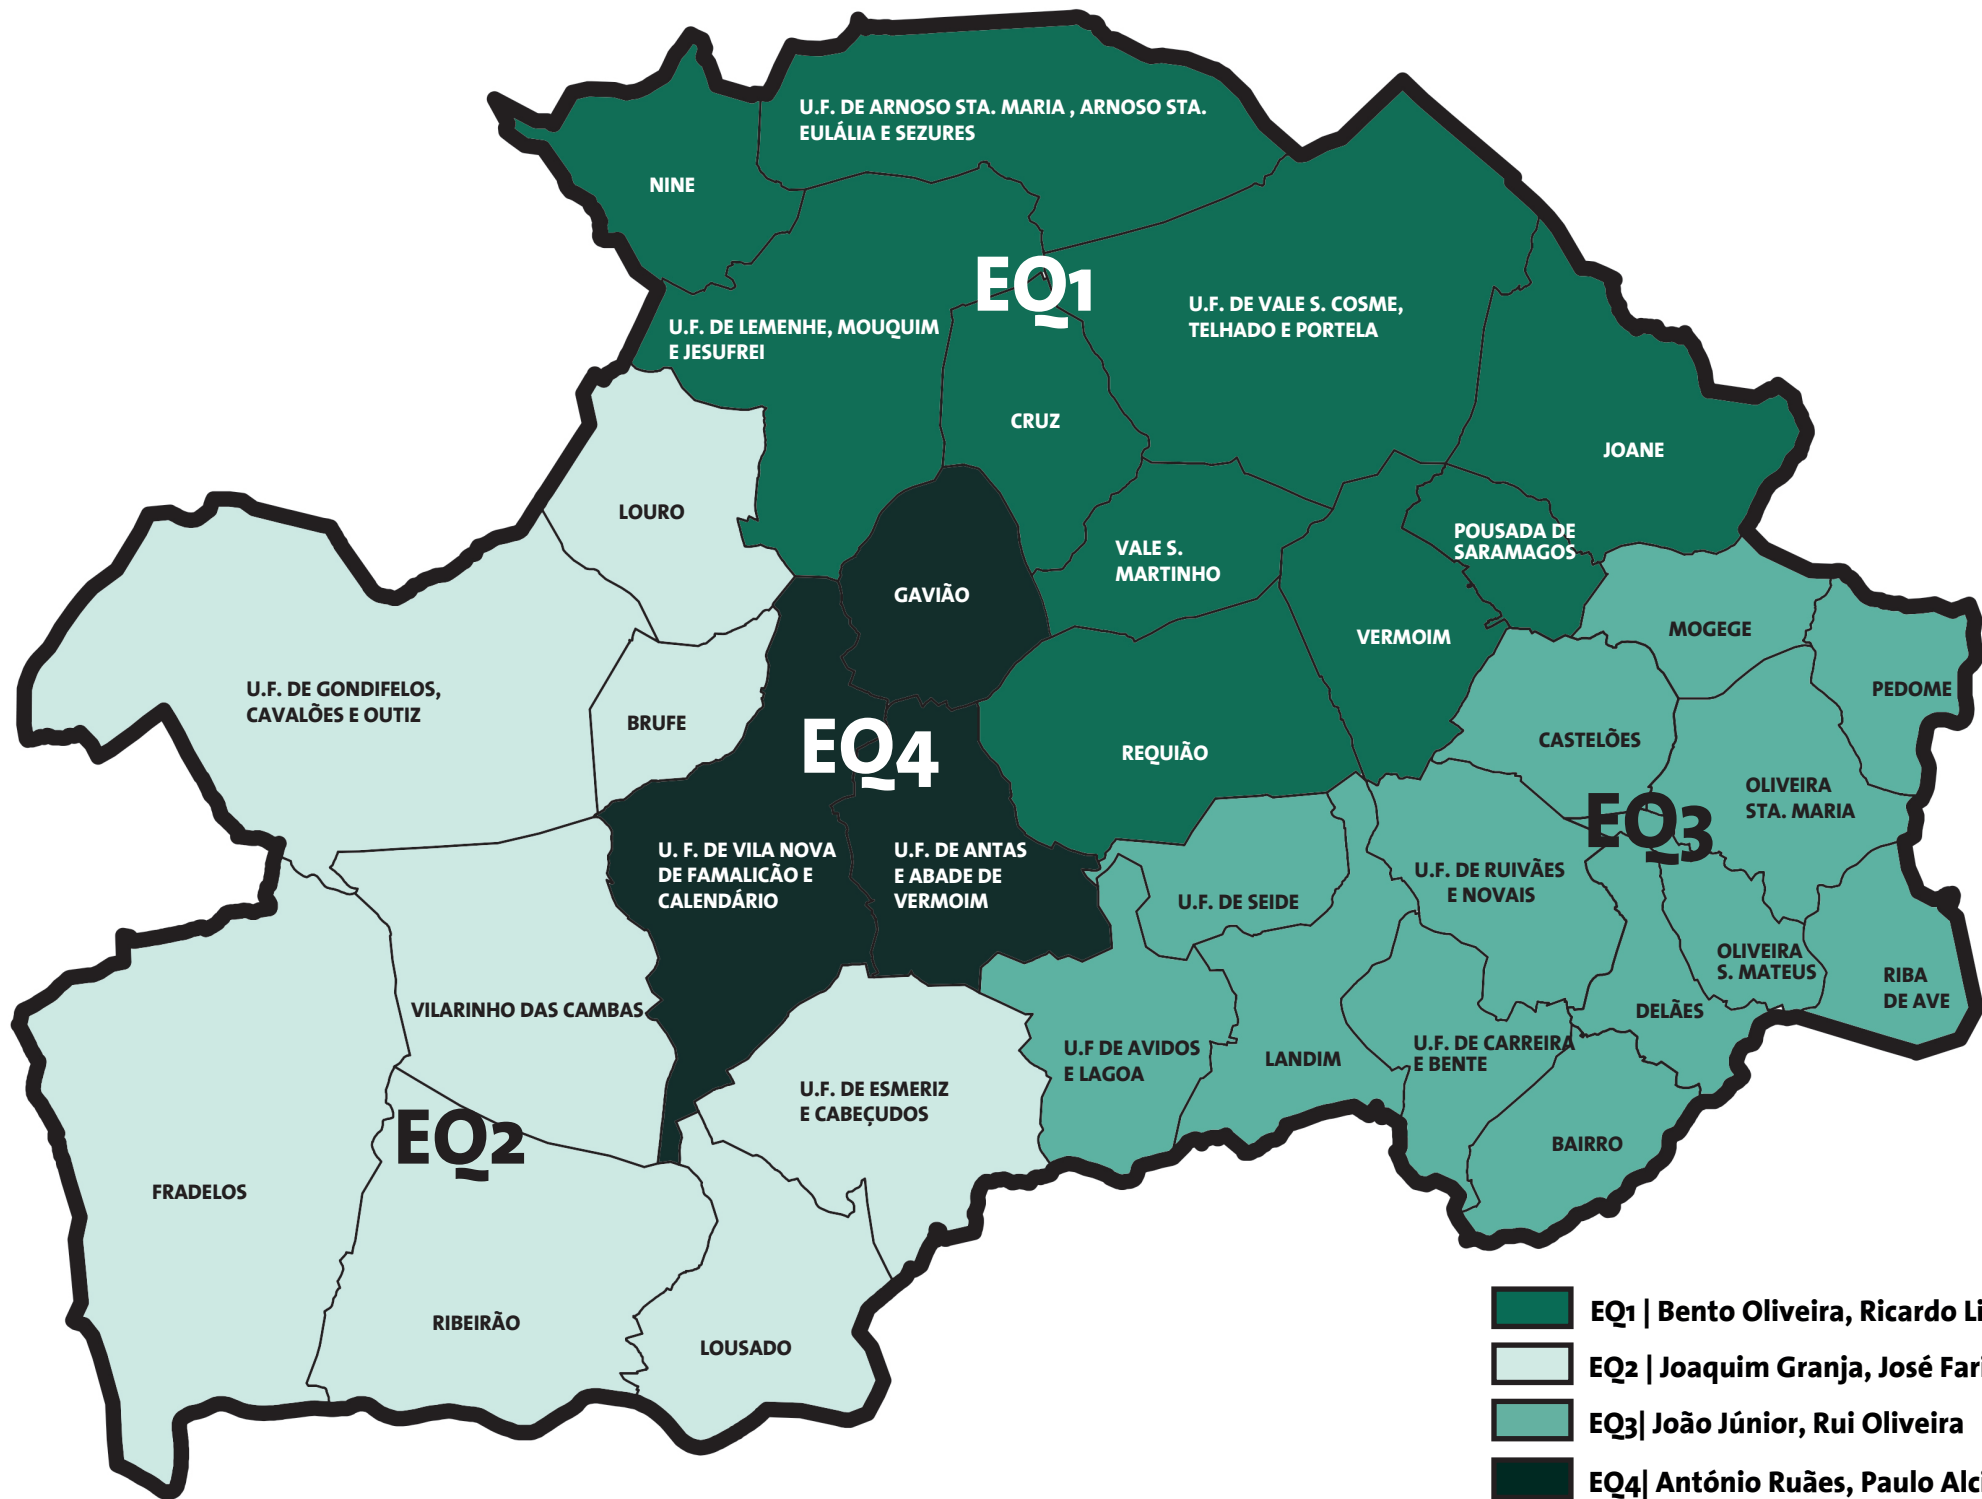 U.F. DE ARNOSO STA. MARIA , ARNOSO STA.
EULÁLIA E SEZURES
NINE
EQ1
U.F. DE LEMENHE, MOUQUIM
E JESUFREI
U.F. DE VALE S. COSME,
TELHADO E PORTELA
CRUZ
JOANE
LOURO
POUSADA DE
SARAMAGOS
VALE S.
MARTINHO
GAVIÃO
VERMOIM
MOGEGE
PEDOME
U.F. DE GONDIFELOS,
CAVALÕES E OUTIZ
BRUFE
EQ4
REQUIÃO
CASTELÕES
OLIVEIRA
STA. MARIA
EQ3
U. F. DE VILA NOVA
DE FAMALICÃO E
CALENDÁRIO
U.F. DE ANTAS
E ABADE DE
VERMOIM
U.F. DE SEIDE
U.F. DE RUIVÃES
E NOVAIS
OLIVEIRA
S. MATEUS
RIBA
DE AVE
VILARINHO DAS CAMBAS
DELÃES
U.F DE AVIDOS
E LAGOA
LANDIM
U.F. DE CARREIRA
E BENTE
U.F. DE ESMERIZ
E CABEÇUDOS
EQ2
BAIRRO
FRADELOS
RIBEIRÃO
LOUSADO
EQ1 | Bento Oliveira, Ricardo
EQ2 | Joaquim Granja, José
EQ3| João Júnior, Rui Oliveira
EQ4| António Ruães, Paulo